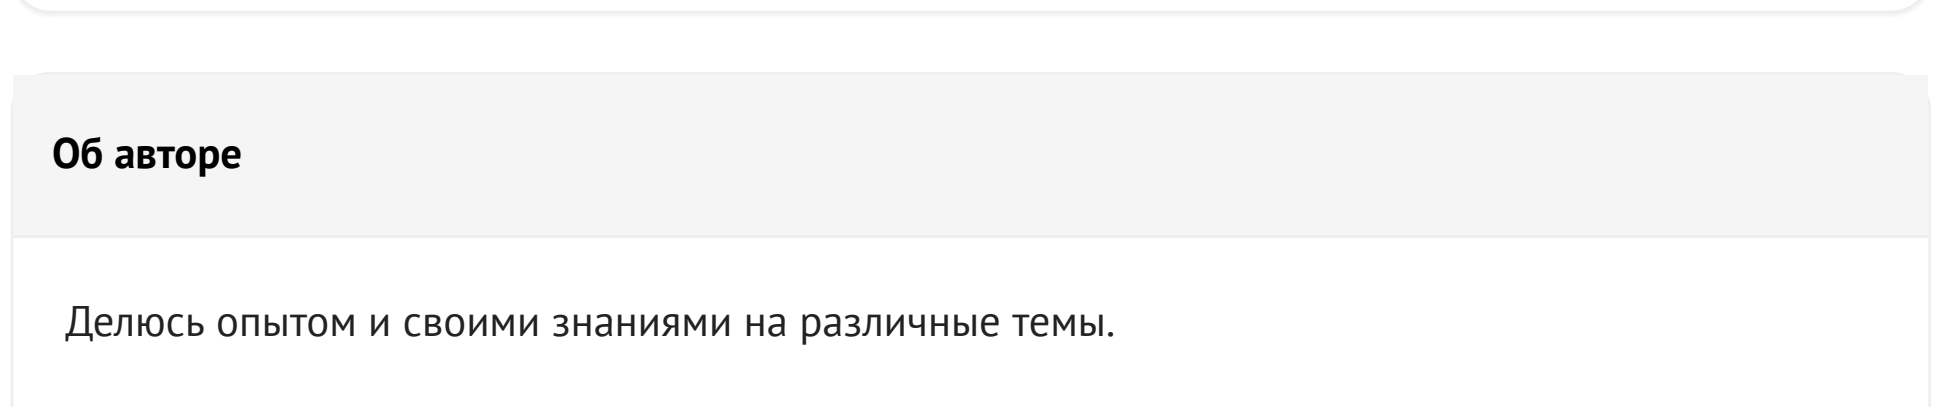 Об авторе
Делюсь опытом и своими знаниями на различные темы.